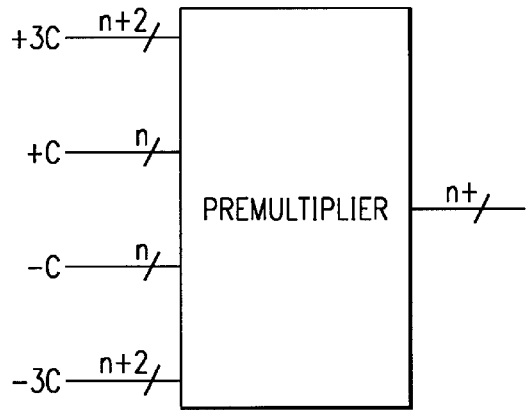 +3C n+2
+C n
PREMULTIPLIER n+
-C n
-3C n+2